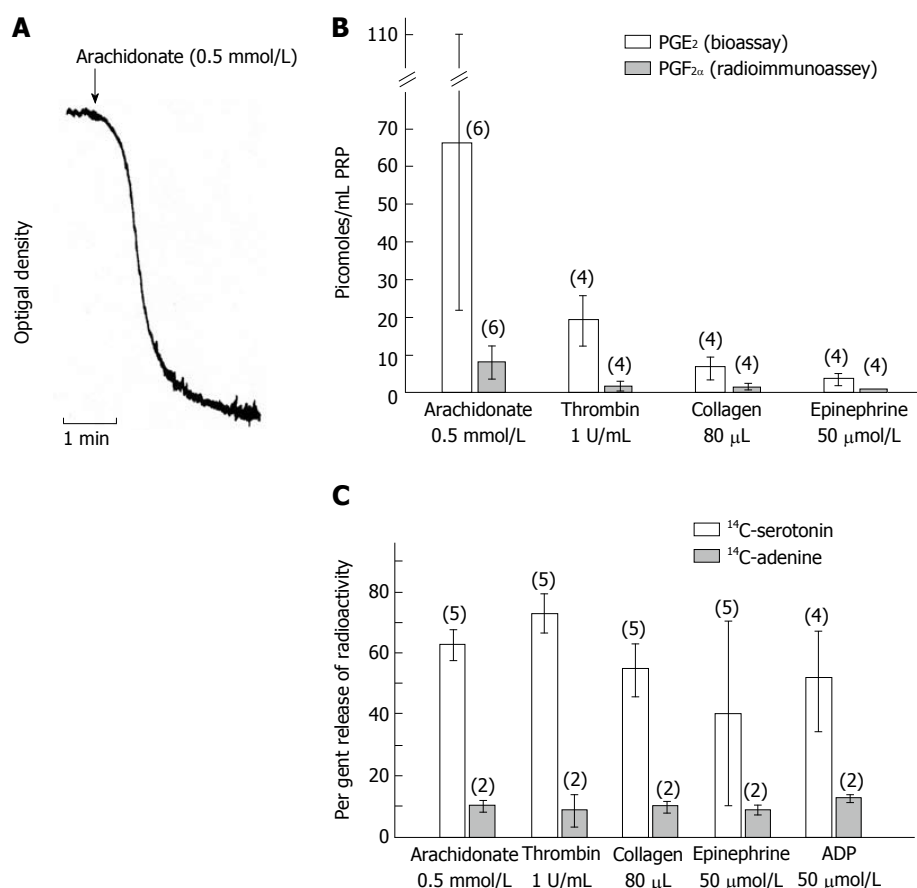 A
Arachidonate (0.5 mmol/L)
Optigal density
1 min
B
PGE₂ (bioassay)
PGF₂α (radioimmunoassey)
Picomoles/mL PRP
110
70
60
50
40
30
20
10
0
(6)
(6)
(4)
(4)
(4)
(4)
(4)
(4)
Arachidonate Thrombin Collagen Epinephrine
0.5 mmol/L 1 U/mL 80 μL 50 μmol/L
C
¹⁴C-serotonin
¹⁴C-adenine
Per gent release of radioactivity
80
60
40
20
10
0
(5)
(2)
(5)
(2)
(5)
(2)
(5)
(2)
(4)
(2)
Arachidonate Thrombin Collagen Epinephrine ADP
0.5 mmol/L 1 U/mL 80 μL 50 μmol/L 50 μmol/L